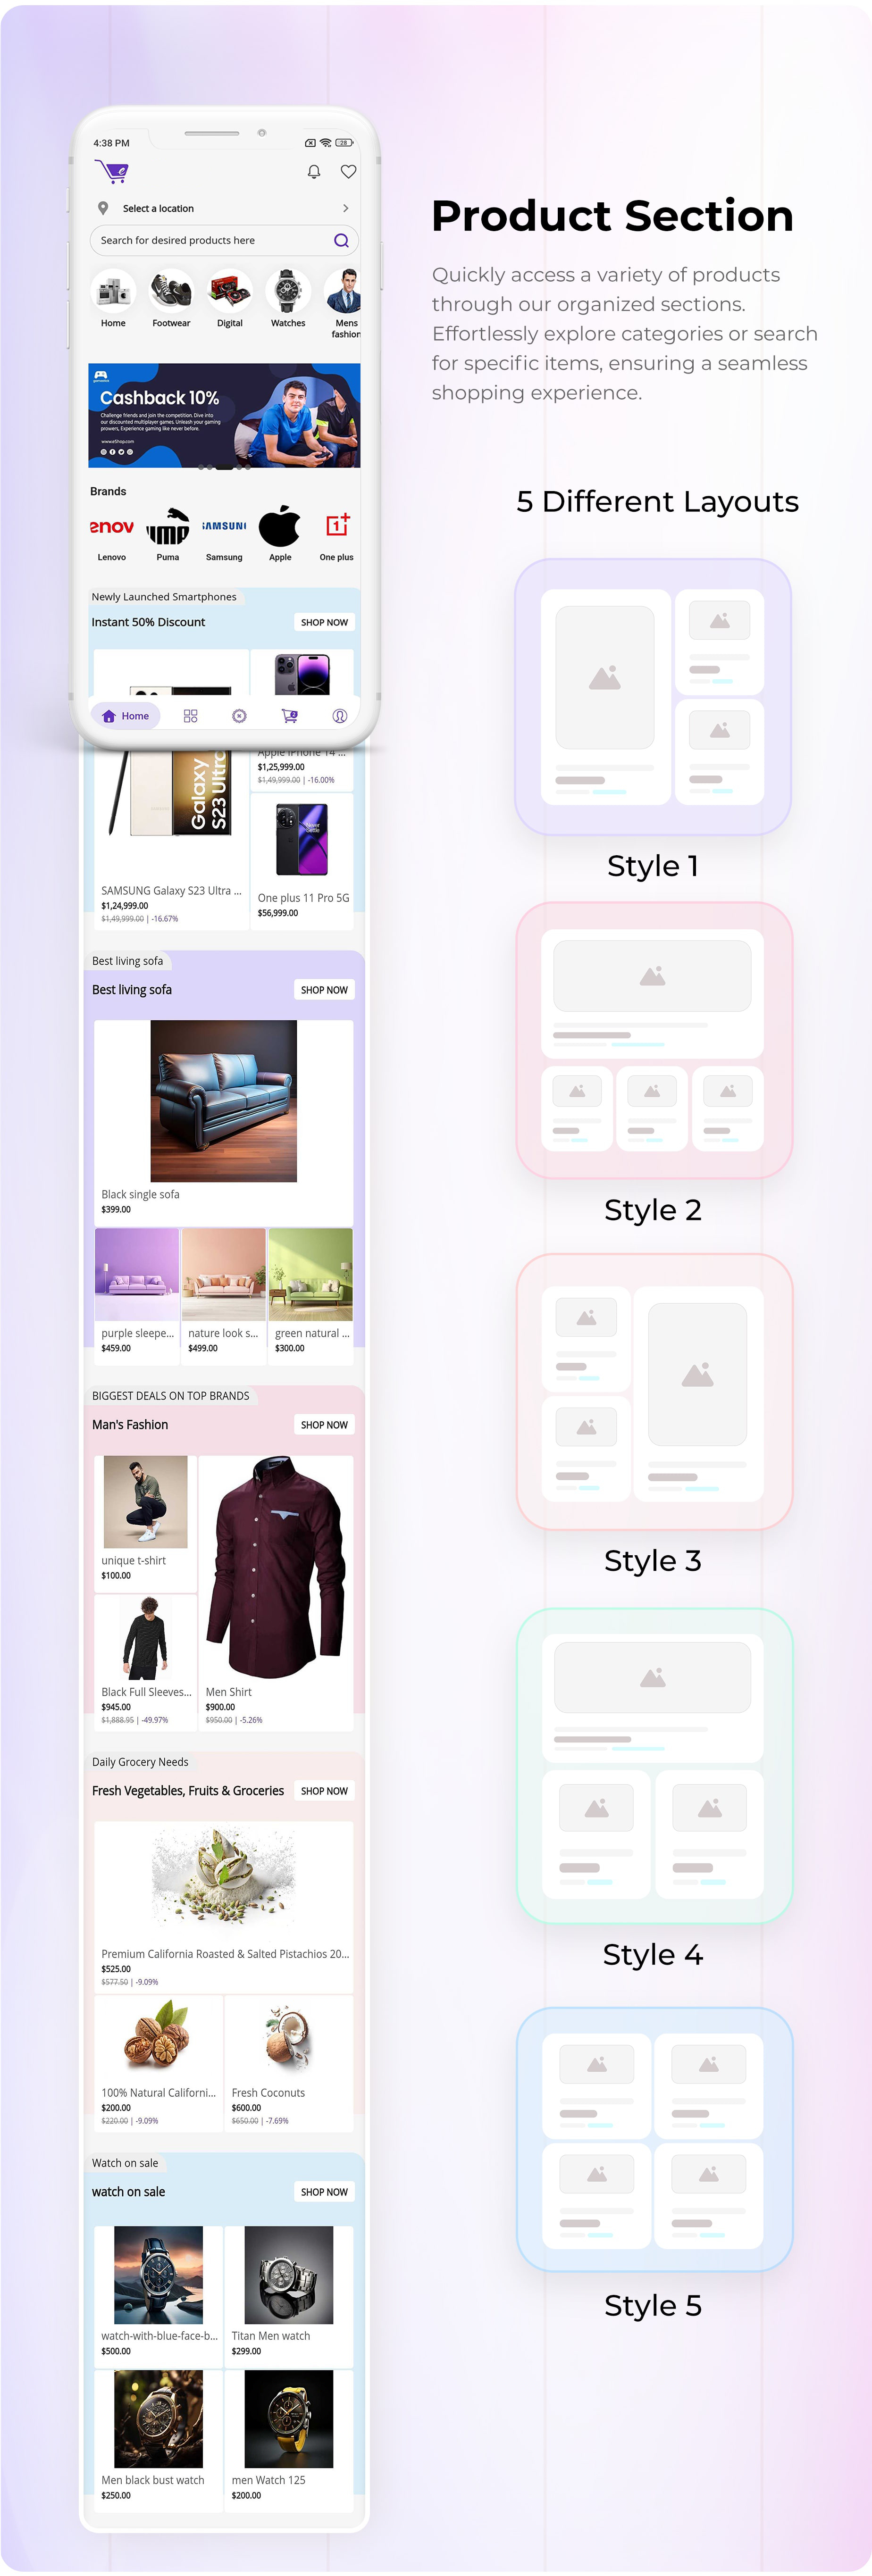 4:38 PM
28
Select a location
Search for desired products here
Home
Footwear
Digital
Watches
Mens
fashion
Cashback 10%
Challenge friends and join the competition. Dive into
our discounted multiplayer games. Unleash your gaming
prowers, Experience gaming like never before.
www.eShop.com
Brands
enov
PUMA
SAMSUNG
1+
Lenovo
Puma
Samsung
Apple
One plus
Newly Launched Smartphones
Instant 50% Discount
SHOP NOW
Home
Apple iPhone 14 ...
$1,25,999.00
$1,49,999.00 | -16.00%
Galaxy
S23 Ultra
SAMSUNG Galaxy S23 Ultra ...
$1,24,999.00
$1,49,999.00 | -16.67%
One plus 11 Pro 5G
$56,999.00
Best living sofa
Best living sofa
SHOP NOW
Black single sofa
$399.00
purple sleepe...
$459.00
nature look s...
$499.00
green natural ...
$300.00
BIGGEST DEALS ON TOP BRANDS
Man's Fashion
SHOP NOW
unique t-shirt
$100.00
Black Full Sleeves...
$945.00
$1,888.95 | -49.97%
Men Shirt
$900.00
$950.00 | -5.26%
Daily Grocery Needs
Fresh Vegetables, Fruits & Groceries
SHOP NOW
Premium California Roasted & Salted Pistachios 20...
$525.00
$577.50 | -9.09%
100% Natural Californi...
$200.00
$220.00 | -9.09%
Fresh Coconuts
$600.00
$650.00 | -7.69%
Watch on sale
watch on sale
SHOP NOW
watch-with-blue-face-b...
$500.00
Titan Men watch
$299.00
Men black bust watch
$250.00
men Watch 125
$200.00
Product Section
Quickly access a variety of products
through our organized sections.
Effortlessly explore categories or search
for specific items, ensuring a seamless
shopping experience.
5 Different Layouts
Style 1
Style 2
Style 3
Style 4
Style 5